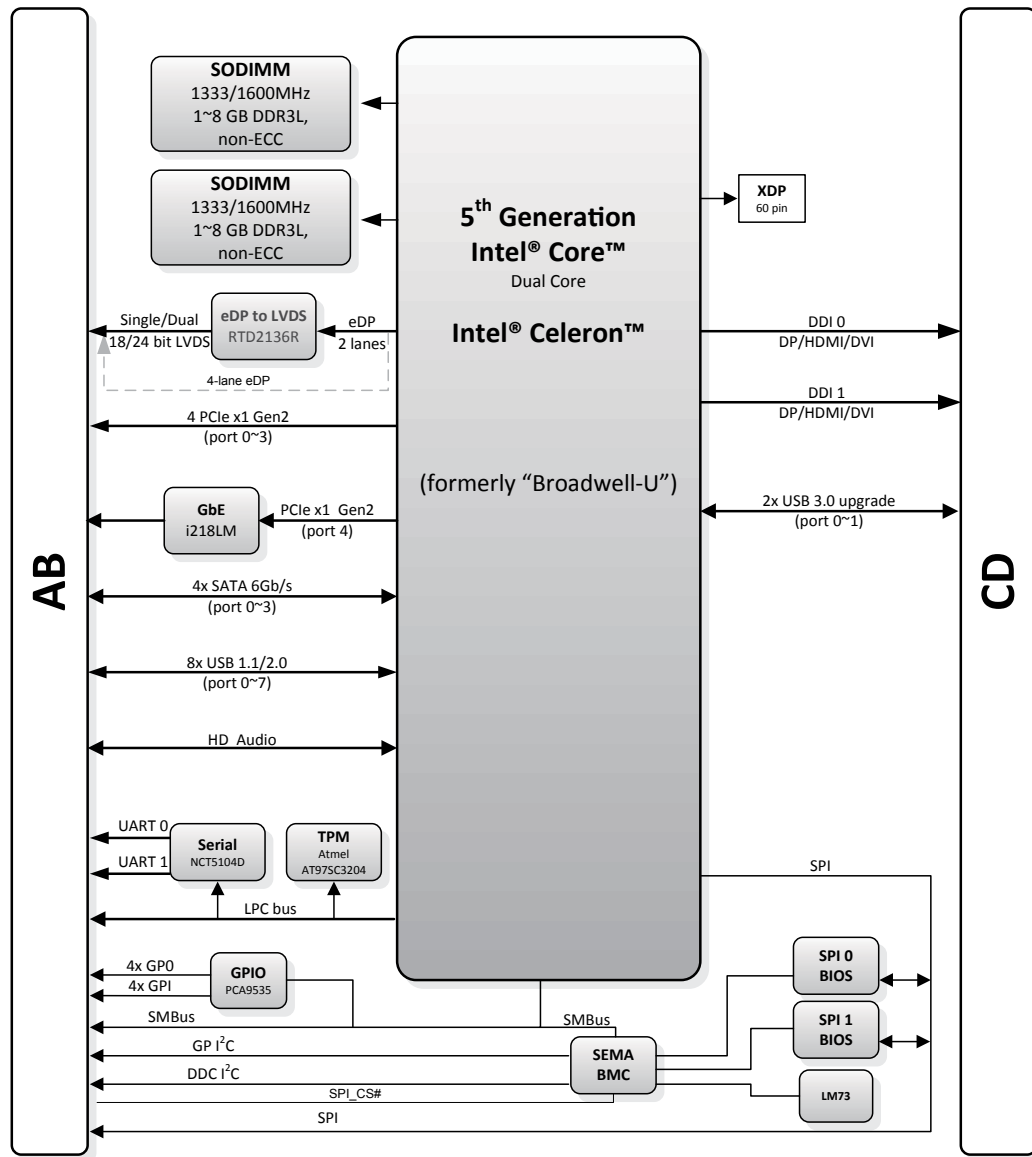 AB
SODIMM
1333/1600MHz
1~8 GB DDR3L,
non-ECC
SODIMM
1333/1600MHz
1~8 GB DDR3L,
non-ECC
Single/Dual
18/24 bit LVDS
eDP to LVDS
RTD2136R
eDP
2 lanes
4-lane eDP
4 PCIe x1 Gen2
(port 0~3)
GbE
i218LM
PCIe x1 Gen2
(port 4)
4x SATA 6Gb/s
(port 0~3)
8x USB 1.1/2.0
(port 0~7)
HD Audio
UART 0
UART 1
Serial
NCT5104D
TPM
Atmel
AT97SC3204
LPC bus
4x GP0
4x GPI
GPIO
PCA9535
SMBus
GP I²C
DDC I²C
SPI_CS#
SPI
5th Generation
Intel® Core™
Dual Core
Intel® Celeron™
(formerly “Broadwell-U”)
SMBus
SEMA
BMC
XDP
60 pin
DDI 0
DP/HDMI/DVI
DDI 1
DP/HDMI/DVI
2x USB 3.0 upgrade
(port 0~1)
SPI
SPI 0
BIOS
SPI 1
BIOS
LM73
CD